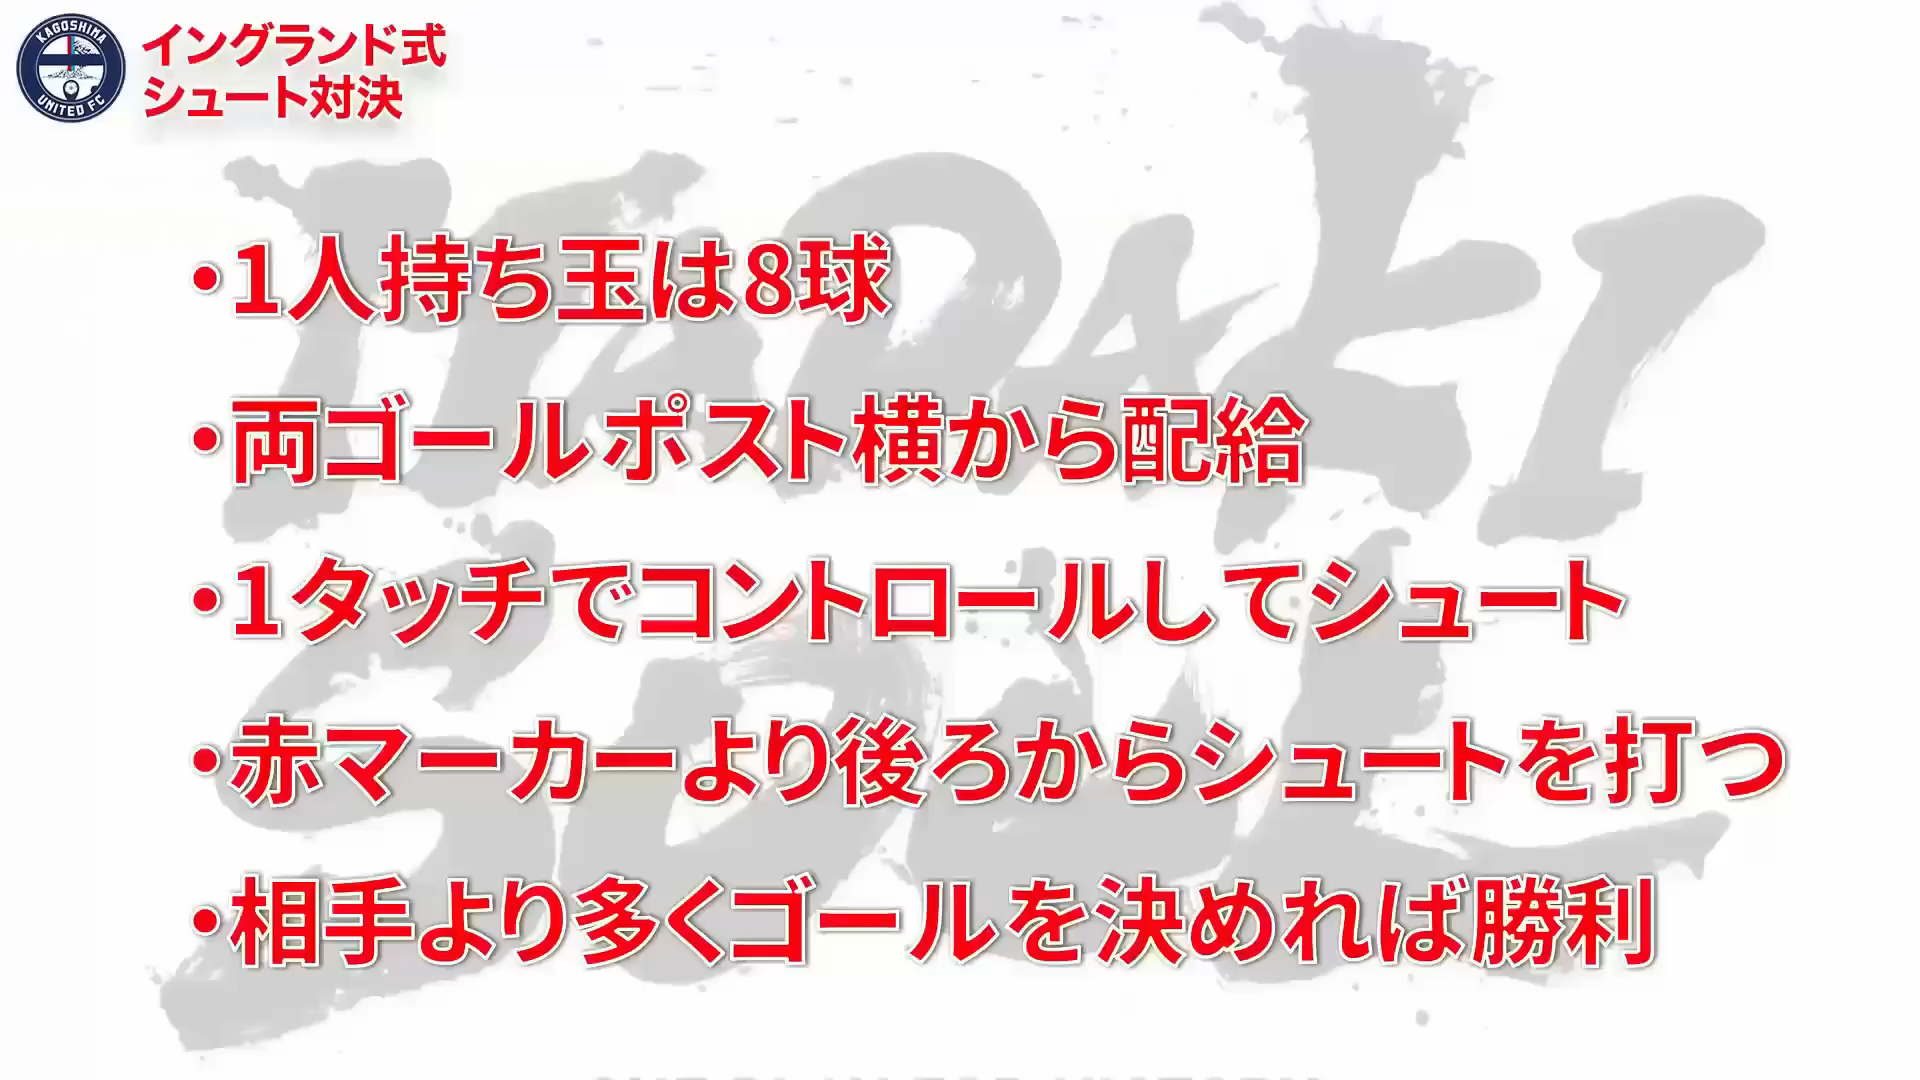 KAGOSHIMA
UNITED FC
イングランド式
シュート対決
・1人持ち玉は8球
・両ゴールポスト横から配給
・1タッチでコントロールしてシュート
・赤マーカーより後ろからシュートを打つ
・相手より多くゴールを決めれば勝利
ITADAKI
SOUL